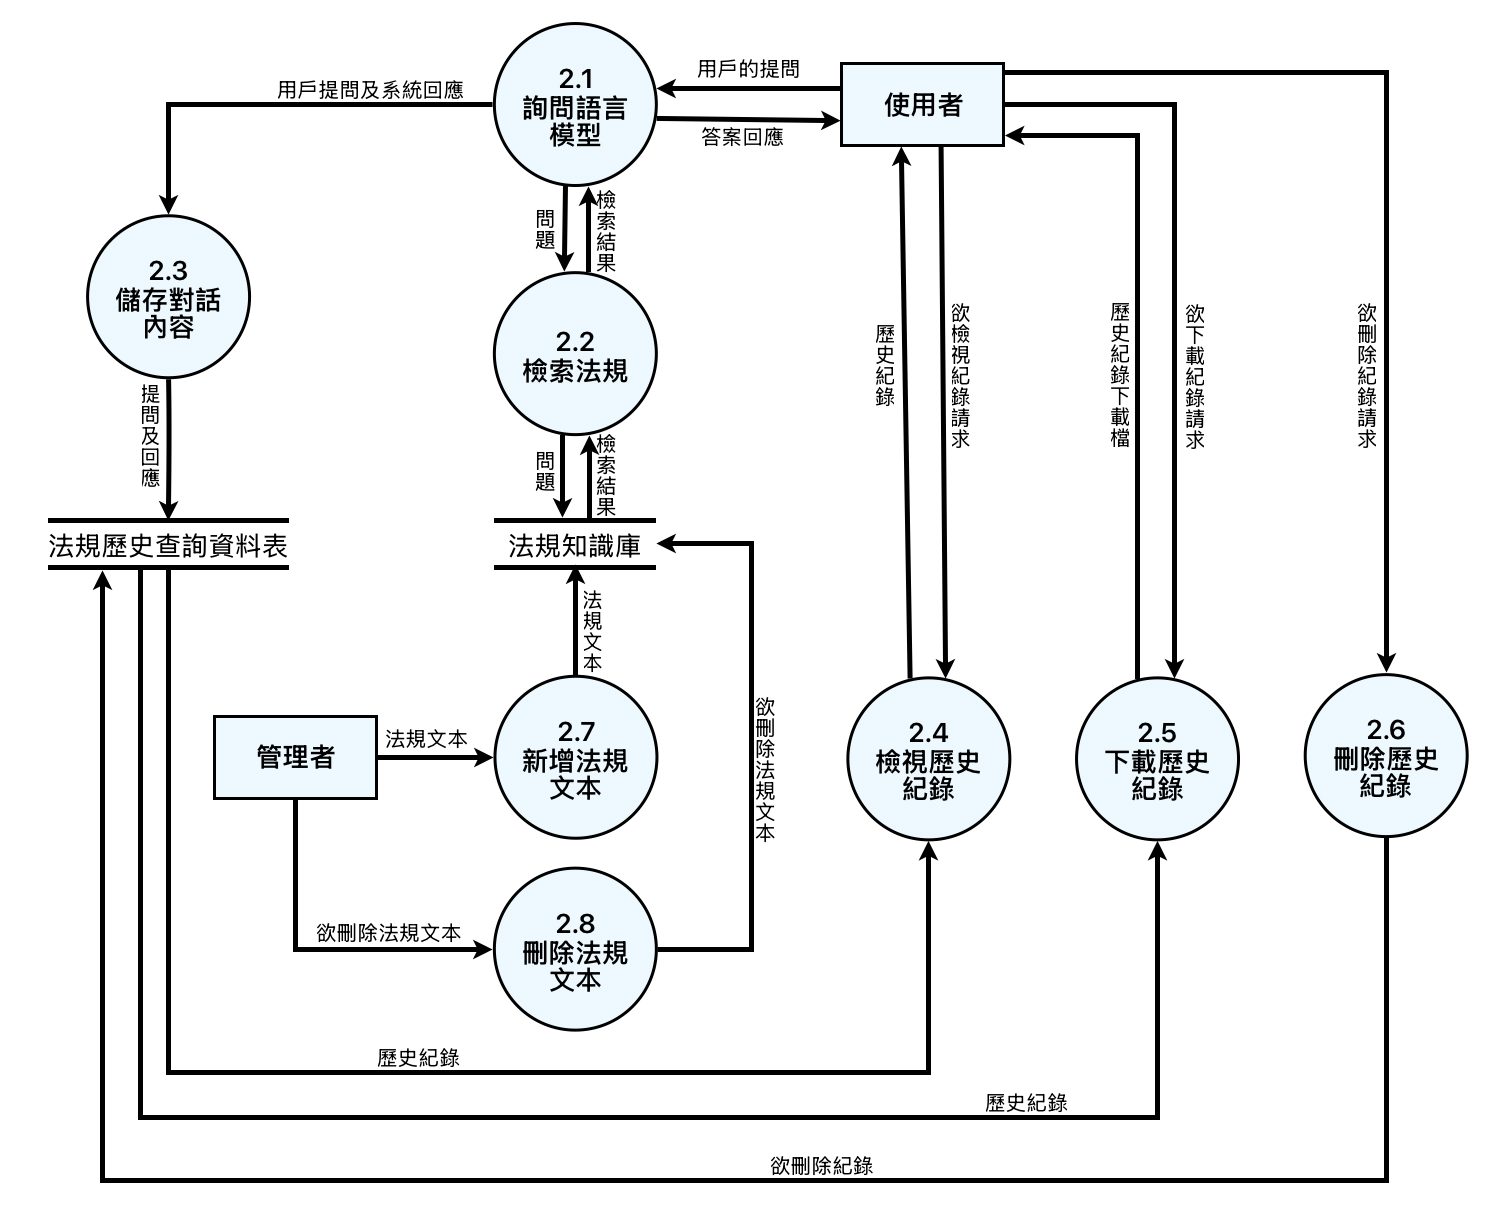 2.1
詢問語言
模型
用戶的提問
使用者
用戶提問及系統回應
答案回應
問題
檢索結果
2.3
儲存對話
內容
2.2
檢索法規
歷史紀錄
欲檢視紀錄請求
歷史紀錄下載檔
欲下載紀錄請求
欲刪除紀錄請求
提問及回應
問題
檢索結果
法規歷史查詢資料表
法規知識庫
法規文本
管理者
法規文本
2.7
新增法規
文本
欲刪除法規文本
2.4
檢視歷史
紀錄
2.5
下載歷史
紀錄
2.6
刪除歷史
紀錄
欲刪除法規文本
2.8
刪除法規
文本
歷史紀錄
歷史紀錄
欲刪除紀錄